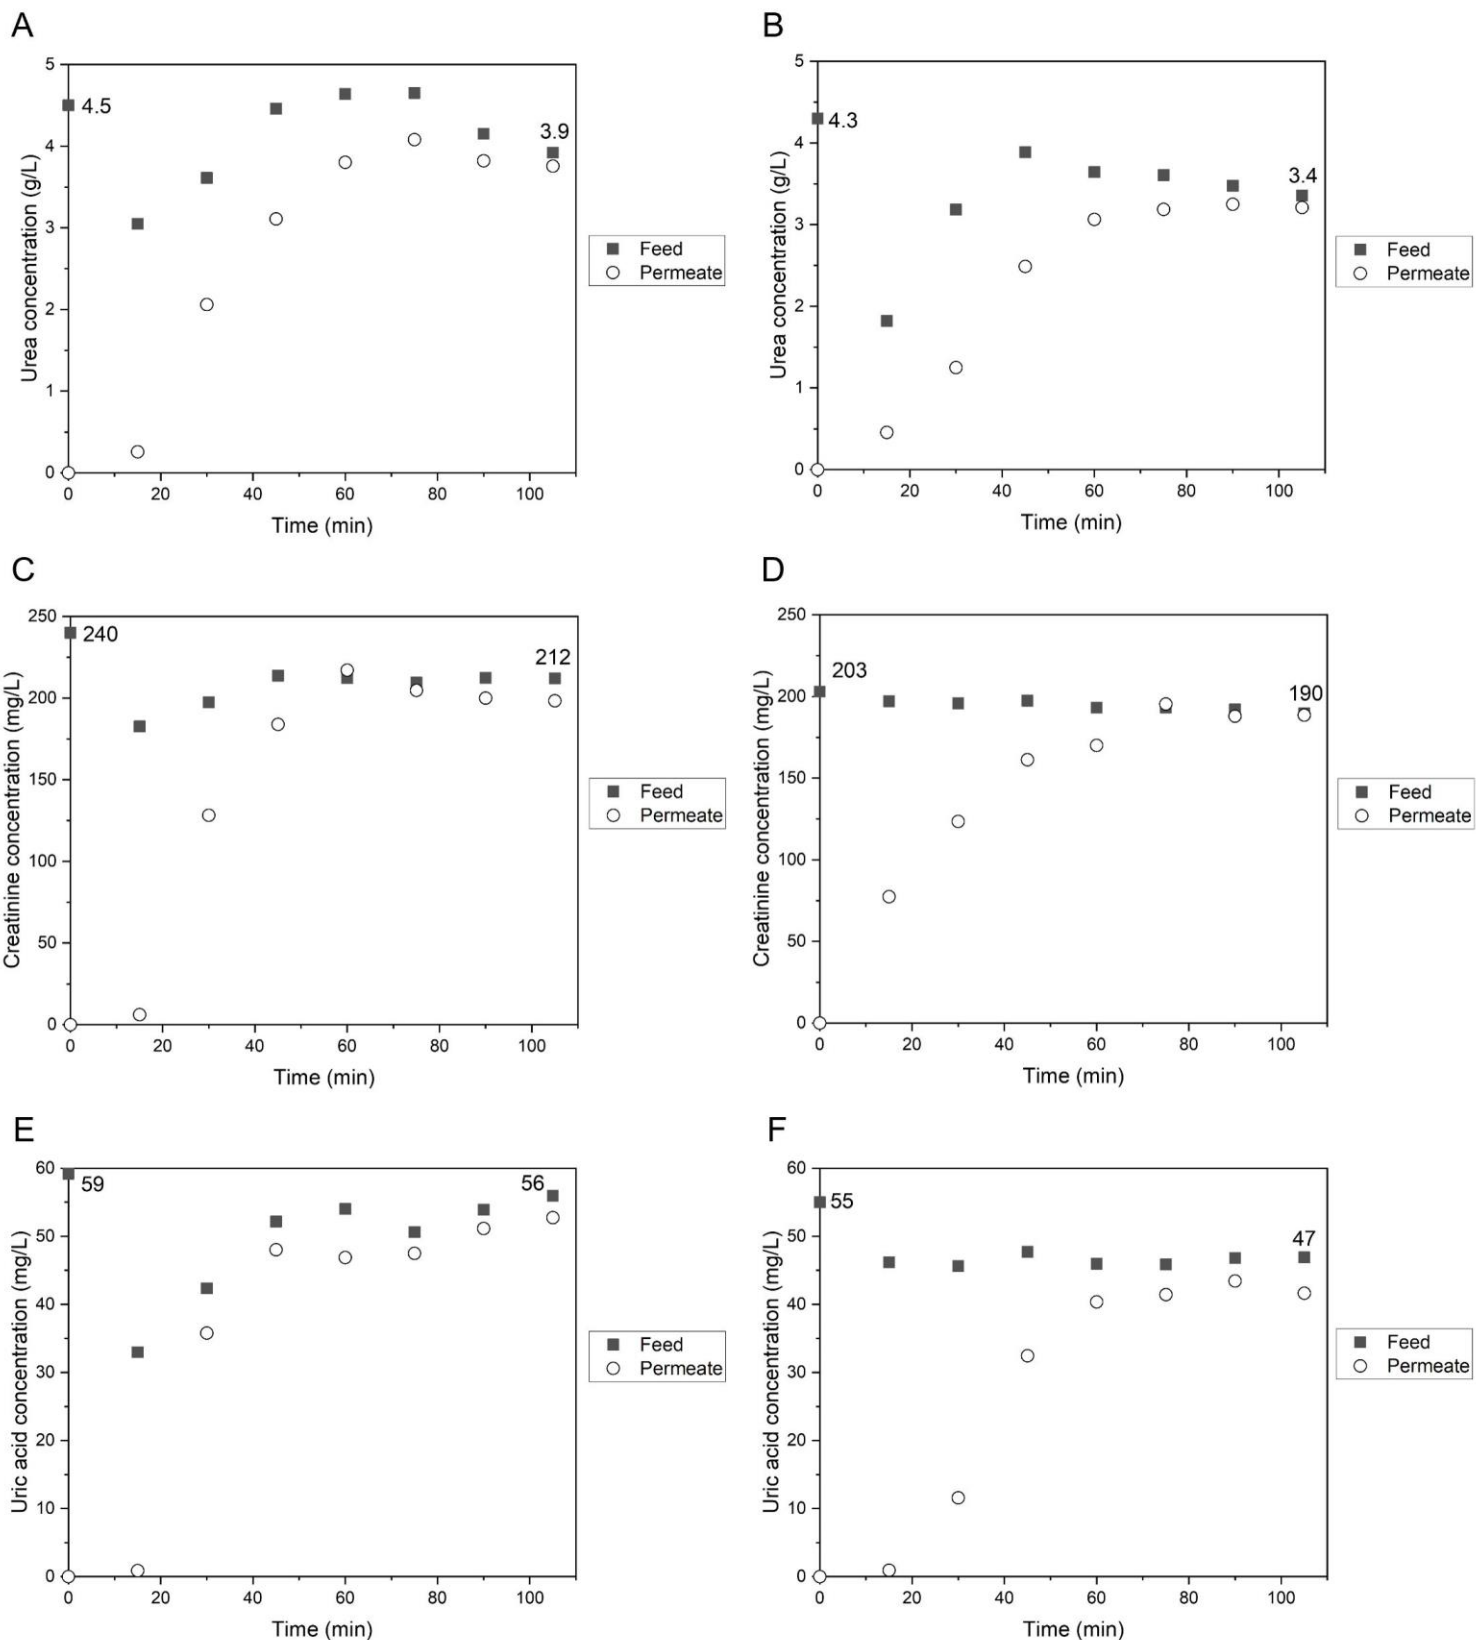 A
5
4
3
2
1
0
4.5
3.9
Urea concentration (g/L)
0 20 40 60 80 100
Time (min)
Feed
Permeate
B
5
4
3
2
1
0
4.3
3.4
Urea concentration (g/L)
0 20 40 60 80 100
Time (min)
Feed
Permeate
C
250
200
150
100
50
0
240
212
Creatinine concentration (mg/L)
0 20 40 60 80 100
Time (min)
Feed
Permeate
D
250
200
150
100
50
0
203
190
Creatinine concentration (mg/L)
0 20 40 60 80 100
Time (min)
Feed
Permeate
E
60
50
40
30
20
10
0
59
56
Uric acid concentration (mg/L)
0 20 40 60 80 100
Time (min)
Feed
Permeate
F
60
50
40
30
20
10
0
55
47
Uric acid concentration (mg/L)
0 20 40 60 80 100
Time (min)
Feed
Permeate